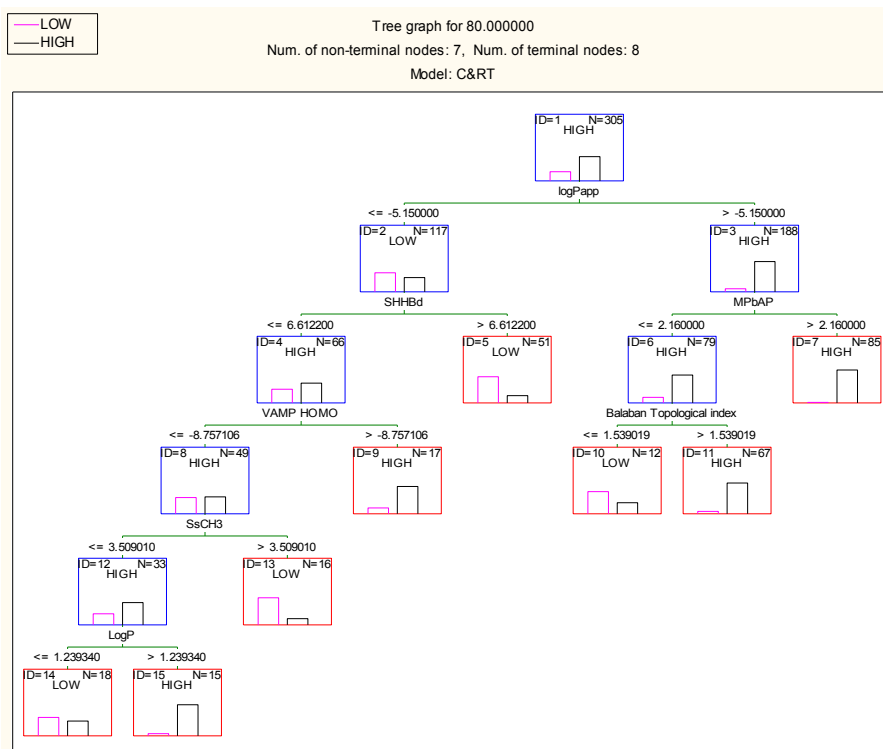 LOW
HIGH
Tree graph for 80.000000
Num. of non-terminal nodes: 7, Num. of terminal nodes: 8
Model: C&RT
ID=1 N=305
HIGH
logPapp
<= -5.150000 > -5.150000
ID=2 N=117 ID=3 N=188
LOW HIGH
SHHBd MPbAP
<= 6.612200 > 6.612200 <= 2.160000 > 2.160000
ID=4 N=66 ID=5 N=51 ID=6 N=79 ID=7 N=85
HIGH LOW HIGH HIGH
VAMP HOMO Balaban Topological index
<= -8.757106 > -8.757106 <= 1.539019 > 1.539019
ID=8 N=49 ID=9 N=17 ID=10 N=12 ID=11 N=67
HIGH HIGH LOW HIGH
SsCH3
<= 3.509010 > 3.509010
ID=12 N=33 ID=13 N=16
HIGH LOW
LogP
<= 1.239340 > 1.239340
ID=14 N=18 ID=15 N=15
LOW HIGH